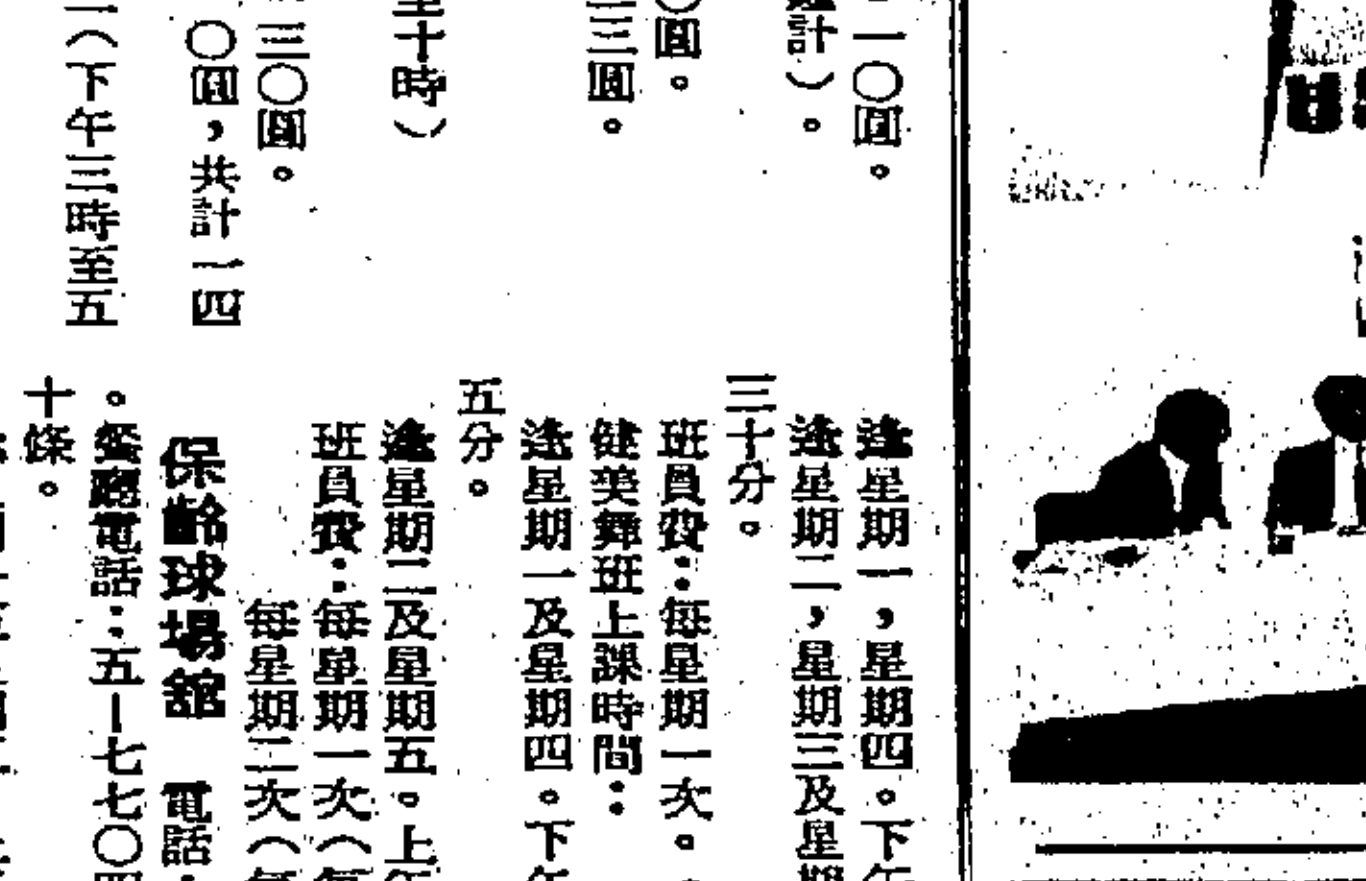 一〇圓。
計）。
〇圓。
三圓。
至十時）
三〇圓。
〇圓，共計一四
（下午三時至五
逢星期一，星期四。下午
逢星期二，星期三及星期
三十分。
班員費：每星期一次。
健美舞班上課時間：
逢星期一及星期四。下午
五分。
逢星期二及星期五。上午
班員費：每星期一次（每
每星期二次（每
保齡球場館　電話：
。餐廳電話：五—七七〇四
十條。